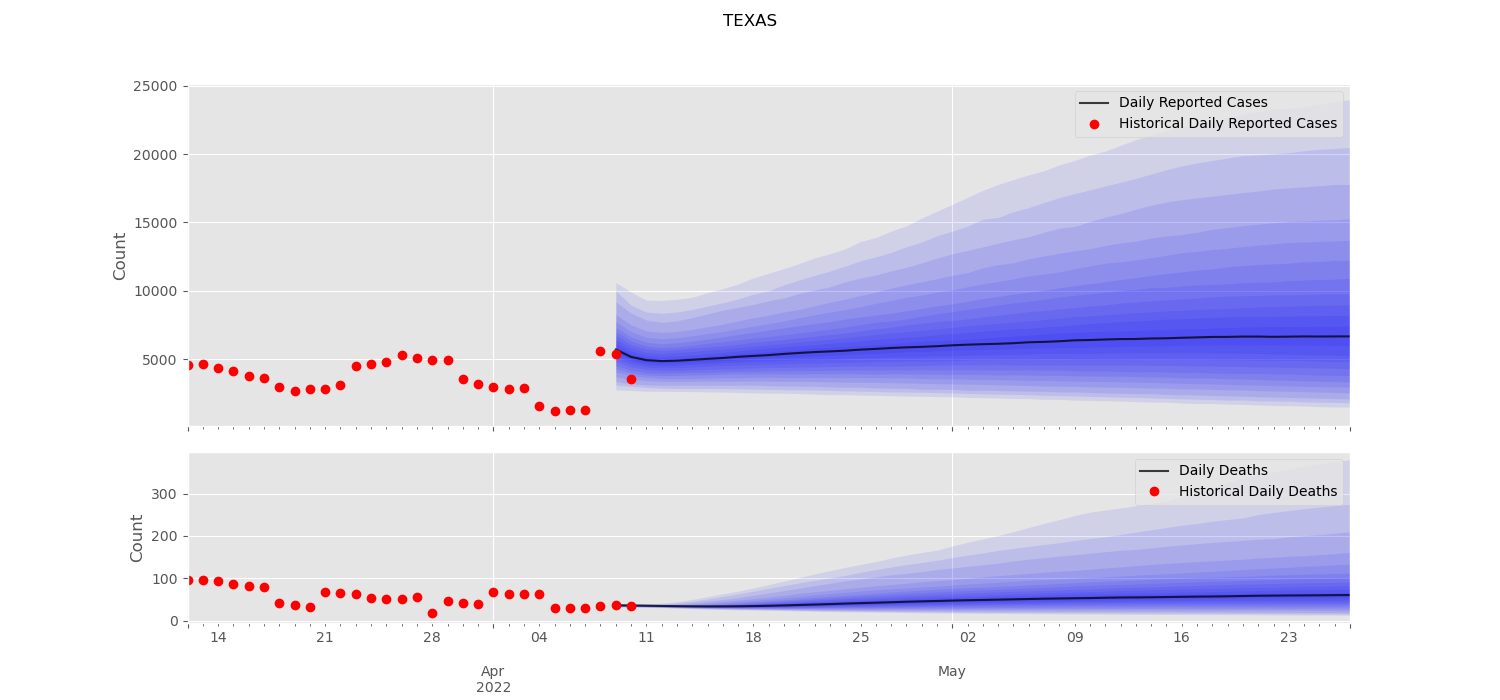 TEXAS
25000
20000
15000
10000
5000
Count
Daily Reported Cases
Historical Daily Reported Cases
300
200
100
0
Count
Daily Deaths
Historical Daily Deaths
14 21 28 04 11 18 25 02 09 16 23
Apr May
2022